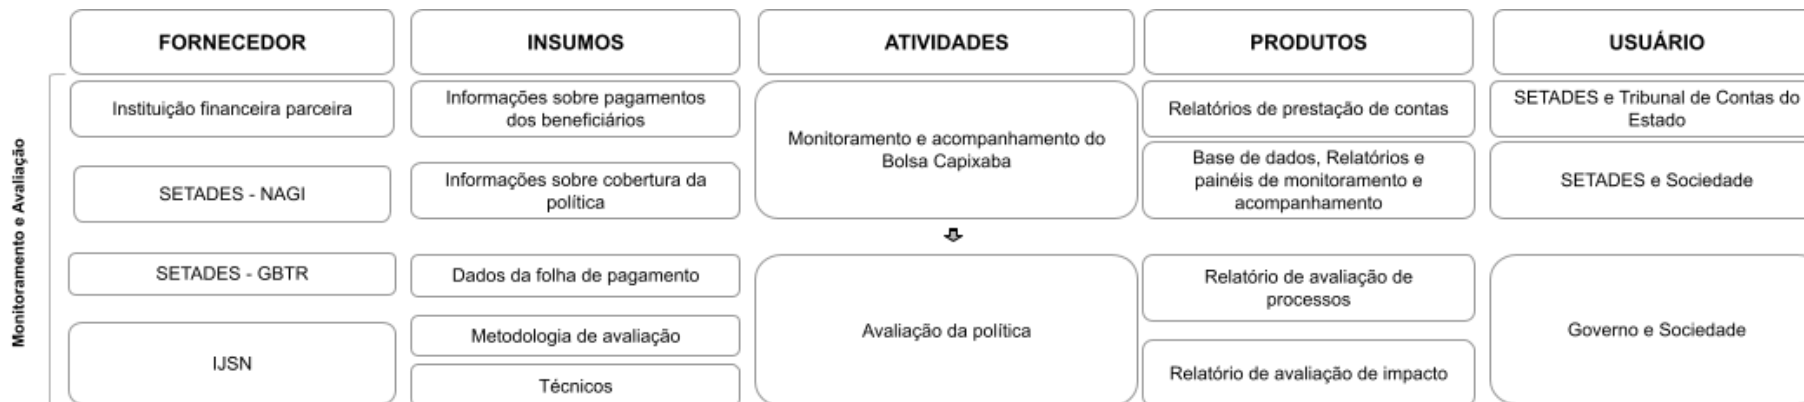 FORNECEDOR
INSUMOS
ATIVIDADES
PRODUTOS
USUÁRIO
Monitoramento e Avaliação
Instituição financeira parceira
Informações sobre pagamentos
dos beneficiários
Monitoramento e acompanhamento do
Bolsa Capixaba
Relatórios de prestação de contas
SETADES e Tribunal de Contas do
Estado
SETADES - NAGI
Informações sobre cobertura da
política
Base de dados, Relatórios e
painéis de monitoramento e
acompanhamento
SETADES e Sociedade
SETADES - GBTR
Dados da folha de pagamento
Avaliação da política
Relatório de avaliação de
processos
Governo e Sociedade
IJSN
Metodologia de avaliação
Técnicos
Relatório de avaliação de impacto